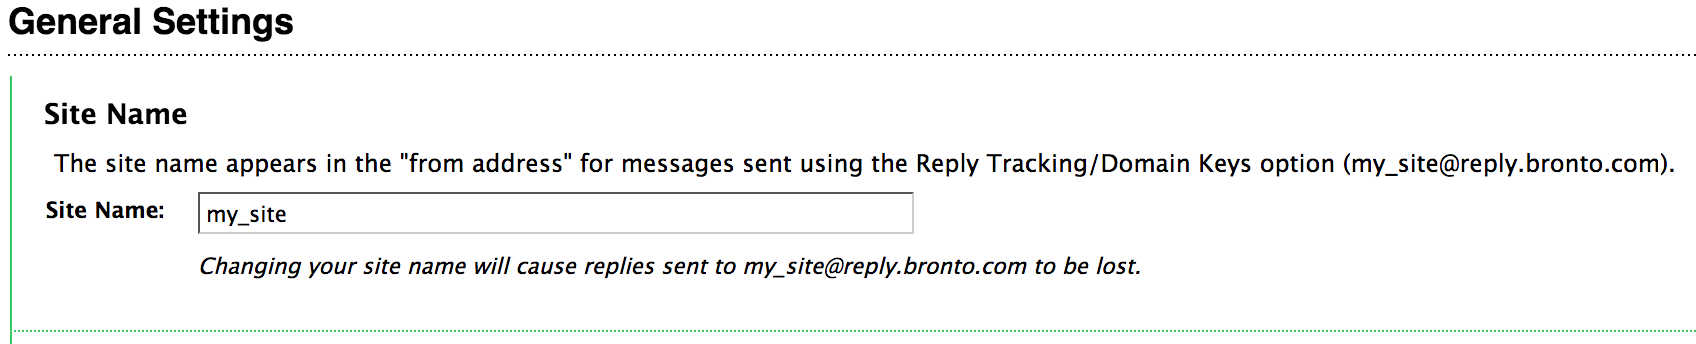 General Settings
Site Name
The site name appears in the "from address" for messages sent using the Reply Tracking/Domain Keys option (my_site@reply.bronto.com).
Site Name: my_site
Changing your site name will cause replies sent to my_site@reply.bronto.com to be lost.